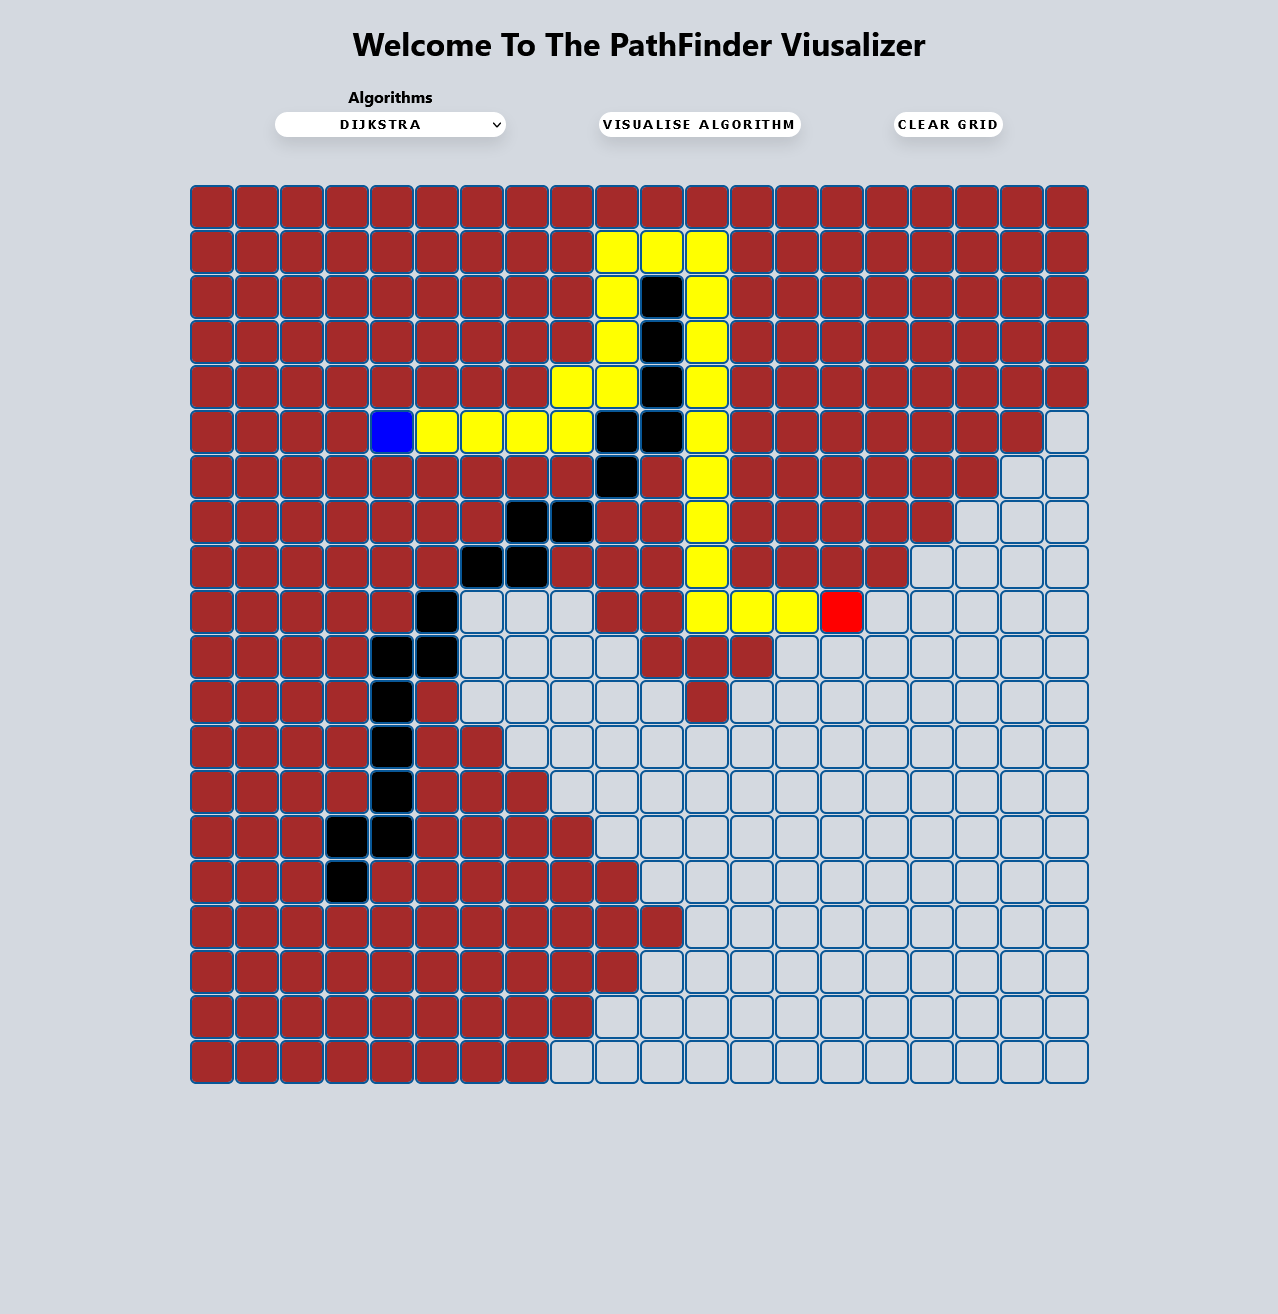 Welcome To The PathFinder Viusalizer
Algorithms
DIJKSTRA
VISUALISE ALGORITHM
CLEAR GRID